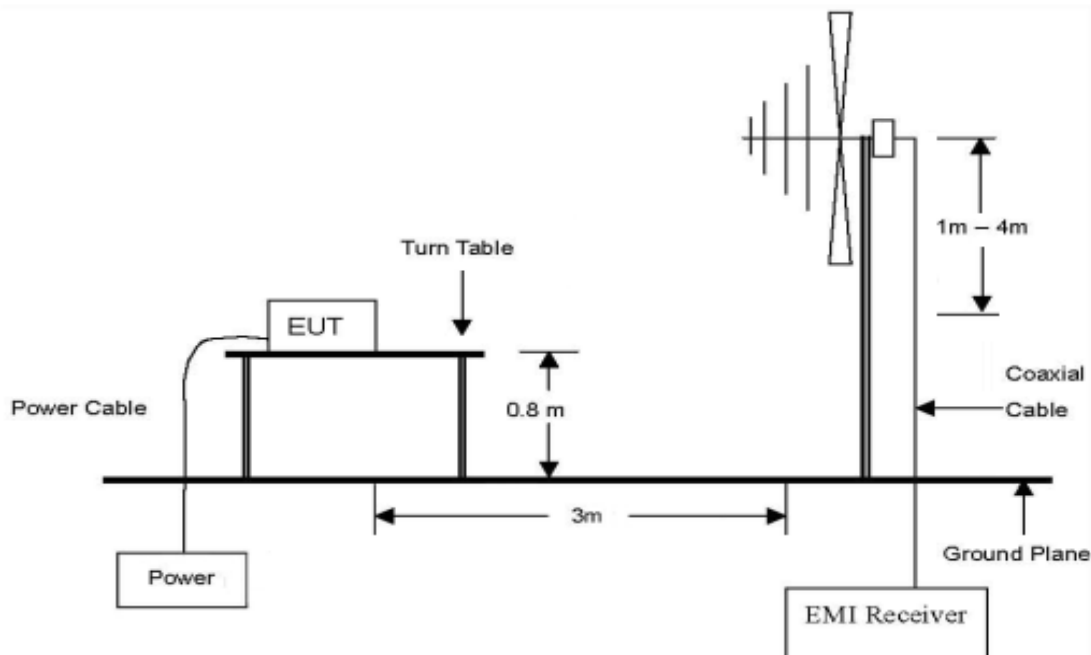 1m – 4m
Turn Table
EUT
Coaxial
Cable
Power Cable
0.8 m
3m
Ground Plane
Power
EMI Receiver